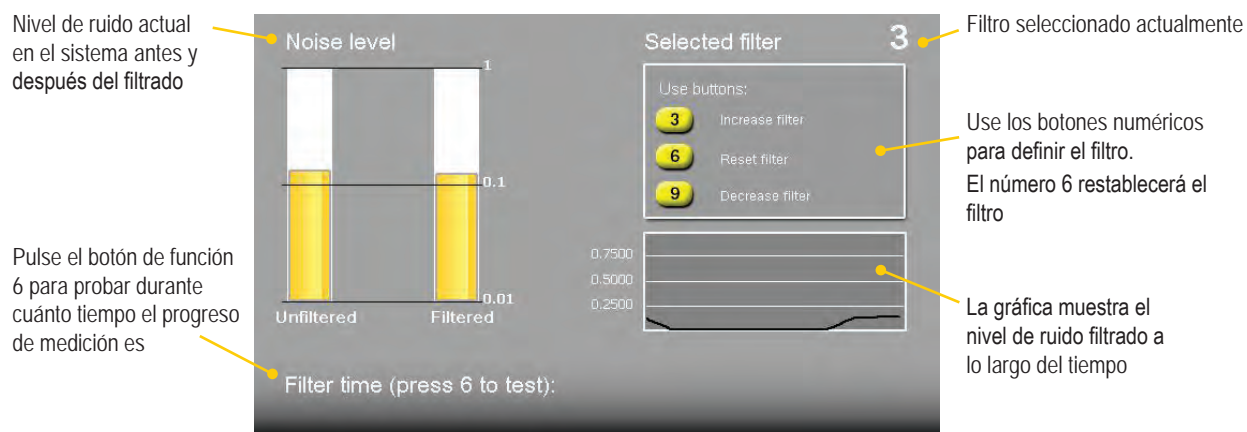 Nivel de ruido actual
en el sistema antes y
después del filtrado
Pulse el botón de función
6 para probar durante
cuánto tiempo el progreso
de medición es
Noise level
1
0.1
0.01
Unfiltered
Filtered
Filter time (press 6 to test):
Selected filter
3
Use buttons:
3 Increase filter
6 Reset filter
9 Decrease filter
0.7500
0.5000
0.2500
Filtro seleccionado actualmente
Use los botones numéricos
para definir el filtro.
El número 6 restablecerá el
filtro
La gráfica muestra el
nivel de ruido filtrado a
lo largo del tiempo